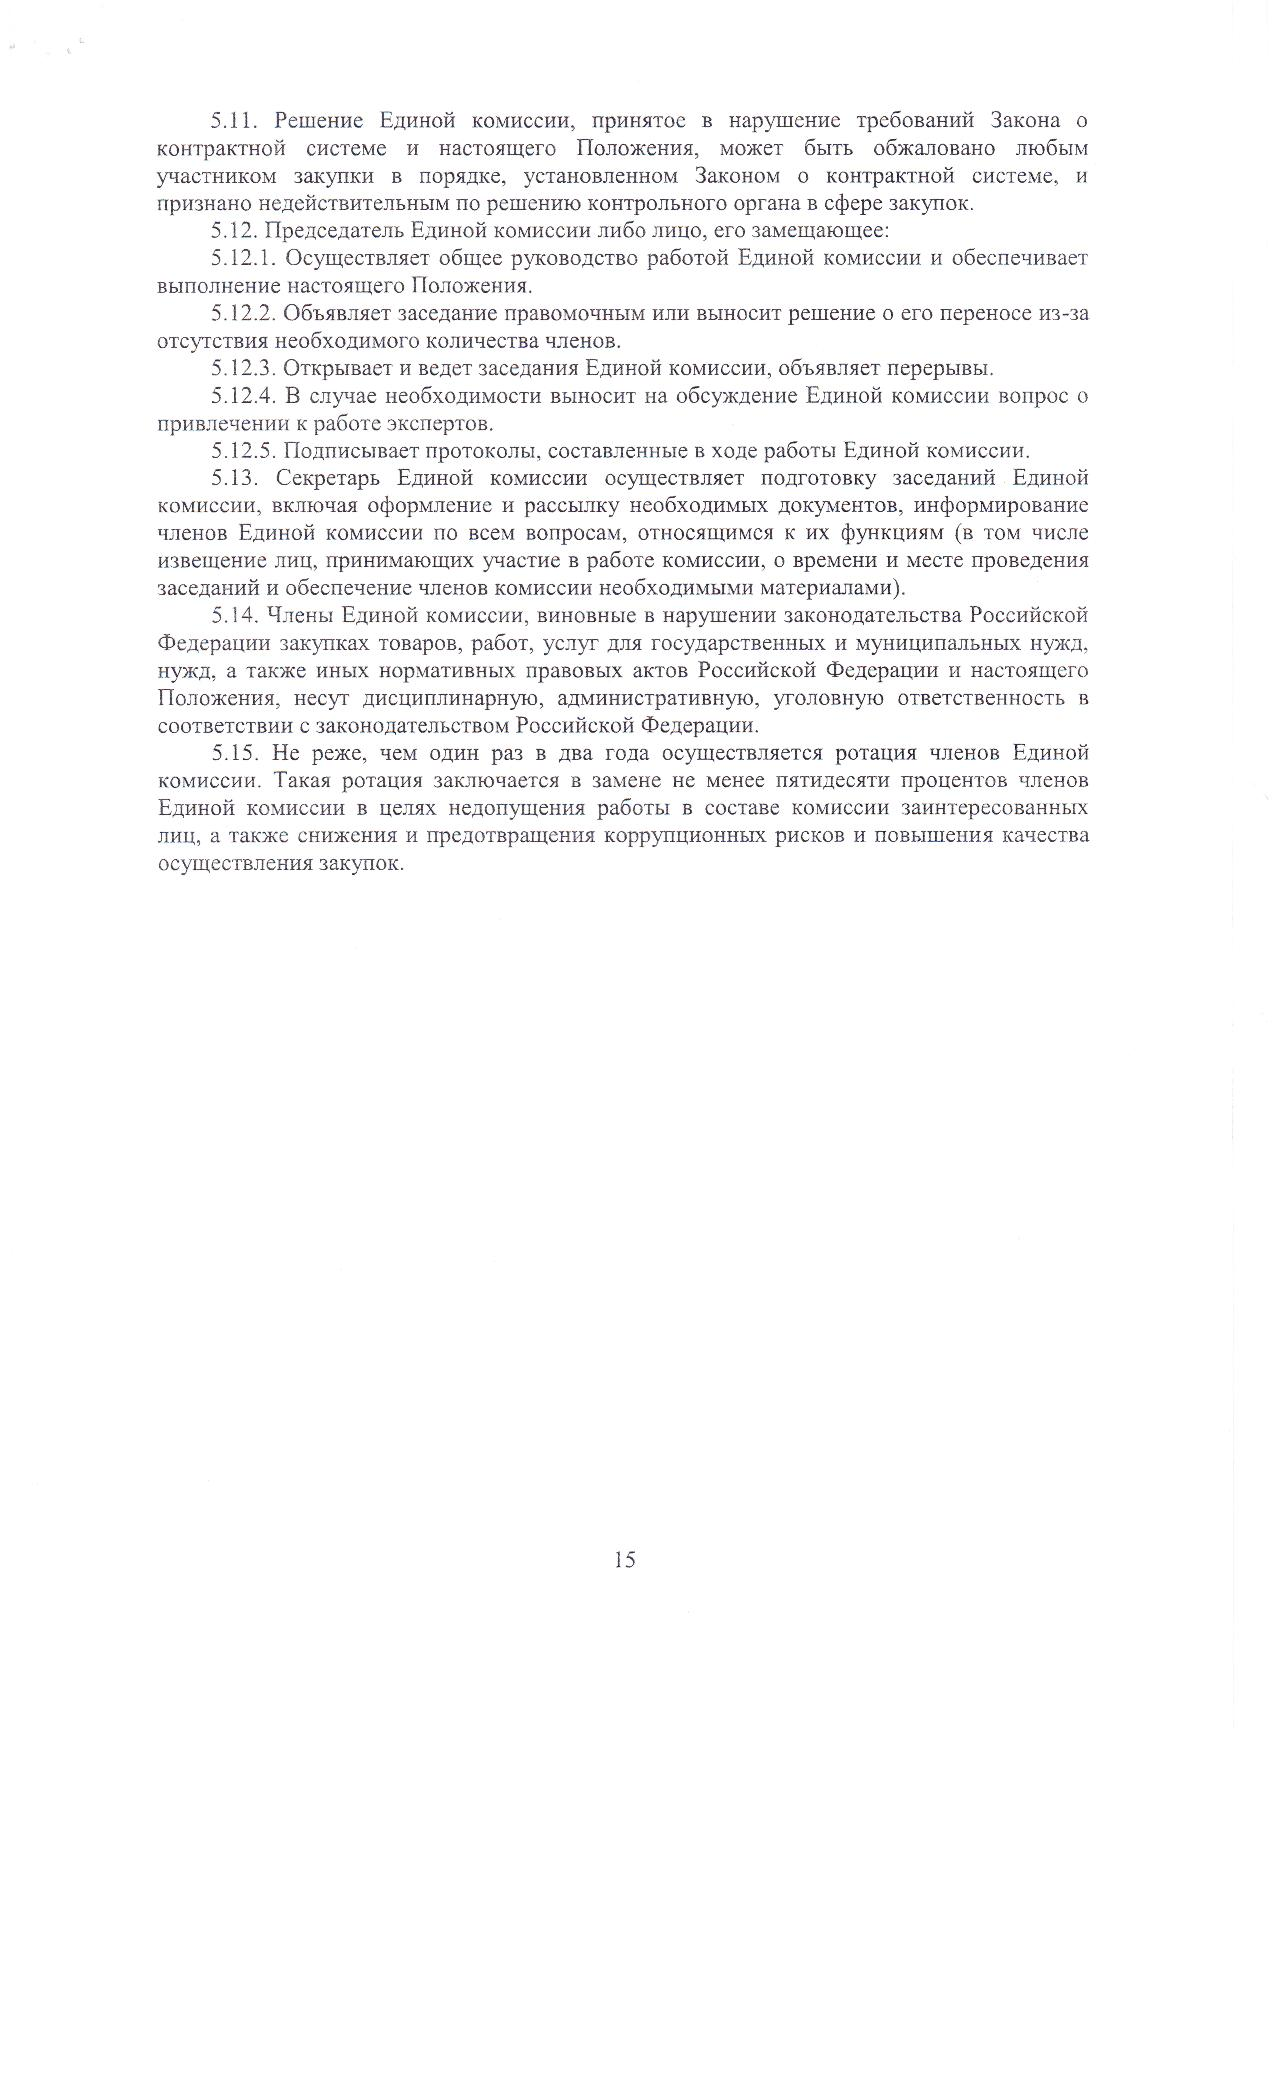 5.11. Решение Единой комиссии, принятое в нарушение требований Закона о
контрактной системе и настоящего Положения, может быть обжаловано любым
участником закупки в порядке, установленном Законом о контрактной системе, и
признано недействительным по решению контрольного органа в сфере закупок.
5.12. Председатель Единой комиссии либо лицо, его замещающее:
5.12.1. Осуществляет общее руководство работой Единой комиссии и обеспечивает
выполнение настоящего Положения.
5.12.2. Объявляет заседание правомочным или выносит решение о его переносе из-за
отсутствия необходимого количества членов.
5.12.3. Открывает и ведет заседания Единой комиссии, объявляет перерывы.
5.12.4. В случае необходимости выносит на обсуждение Единой комиссии вопрос о
привлечении к работе экспертов.
5.12.5. Подписывает протоколы, составленные в ходе работы Единой комиссии.
5.13. Секретарь Единой комиссии осуществляет подготовку заседаний Единой
комиссии, включая оформление и рассылку необходимых документов, информирование
членов Единой комиссии по всем вопросам, относящимся к их функциям (в том числе
извещение лиц, принимающих участие в работе комиссии, о времени и месте проведения
заседаний и обеспечение членов комиссии необходимыми материалами).
5.14. Члены Единой комиссии, виновные в нарушении законодательства Российской
Федерации закупках товаров, работ, услуг для государственных и муниципальных нужд,
нужд, а также иных нормативных правовых актов Российской Федерации и настоящего
Положения, несут дисциплинарную, административную, уголовную ответственность в
соответствии с законодательством Российской Федерации.
5.15. Не реже, чем один раз в два года осуществляется ротация членов Единой
комиссии. Такая ротация заключается в замене не менее пятидесяти процентов членов
Единой комиссии в целях недопущения работы в составе комиссии заинтересованных
лиц, а также снижения и предотвращения коррупционных рисков и повышения качества
осуществления закупок.
15